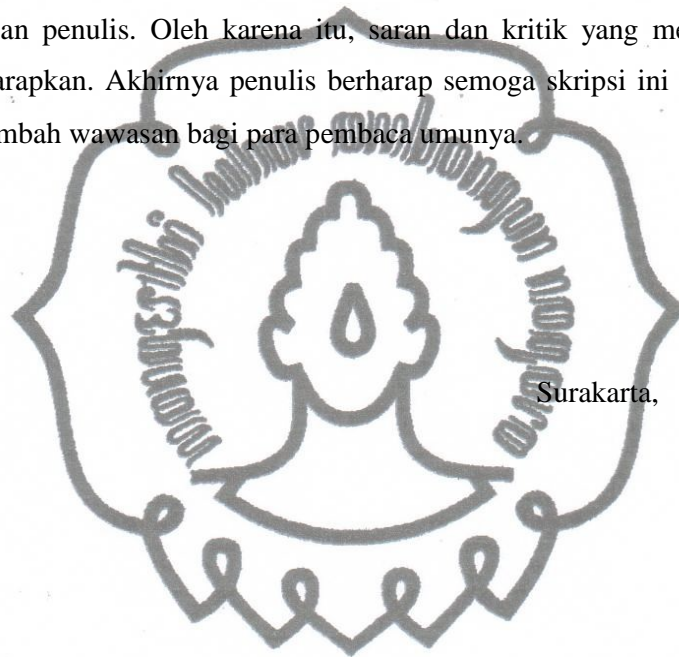 an penulis. Oleh karena itu, saran dan kritik yang me
arapkan. Akhirnya penulis berharap semoga skripsi ini
mbah wawasan bagi para pembaca umunya.
Surakarta,